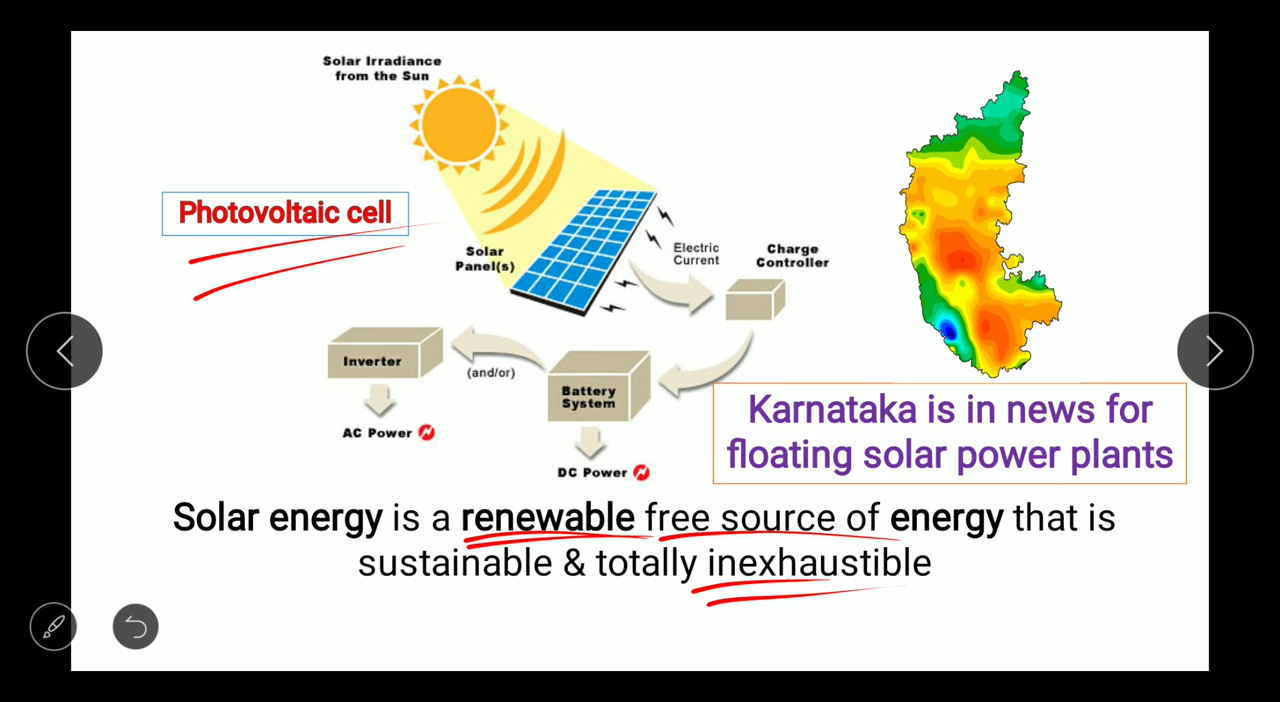 Solar Irradiance
from the Sun
Photovoltaic cell
Solar
Panel(s)
Electric
Current
Charge
Controller
Inverter
(and/or)
Battery
System
AC Power
DC Power
Karnataka is in news for
floating solar power plants
Solar energy is a renewable free source of energy that is
sustainable & totally inexhaustible